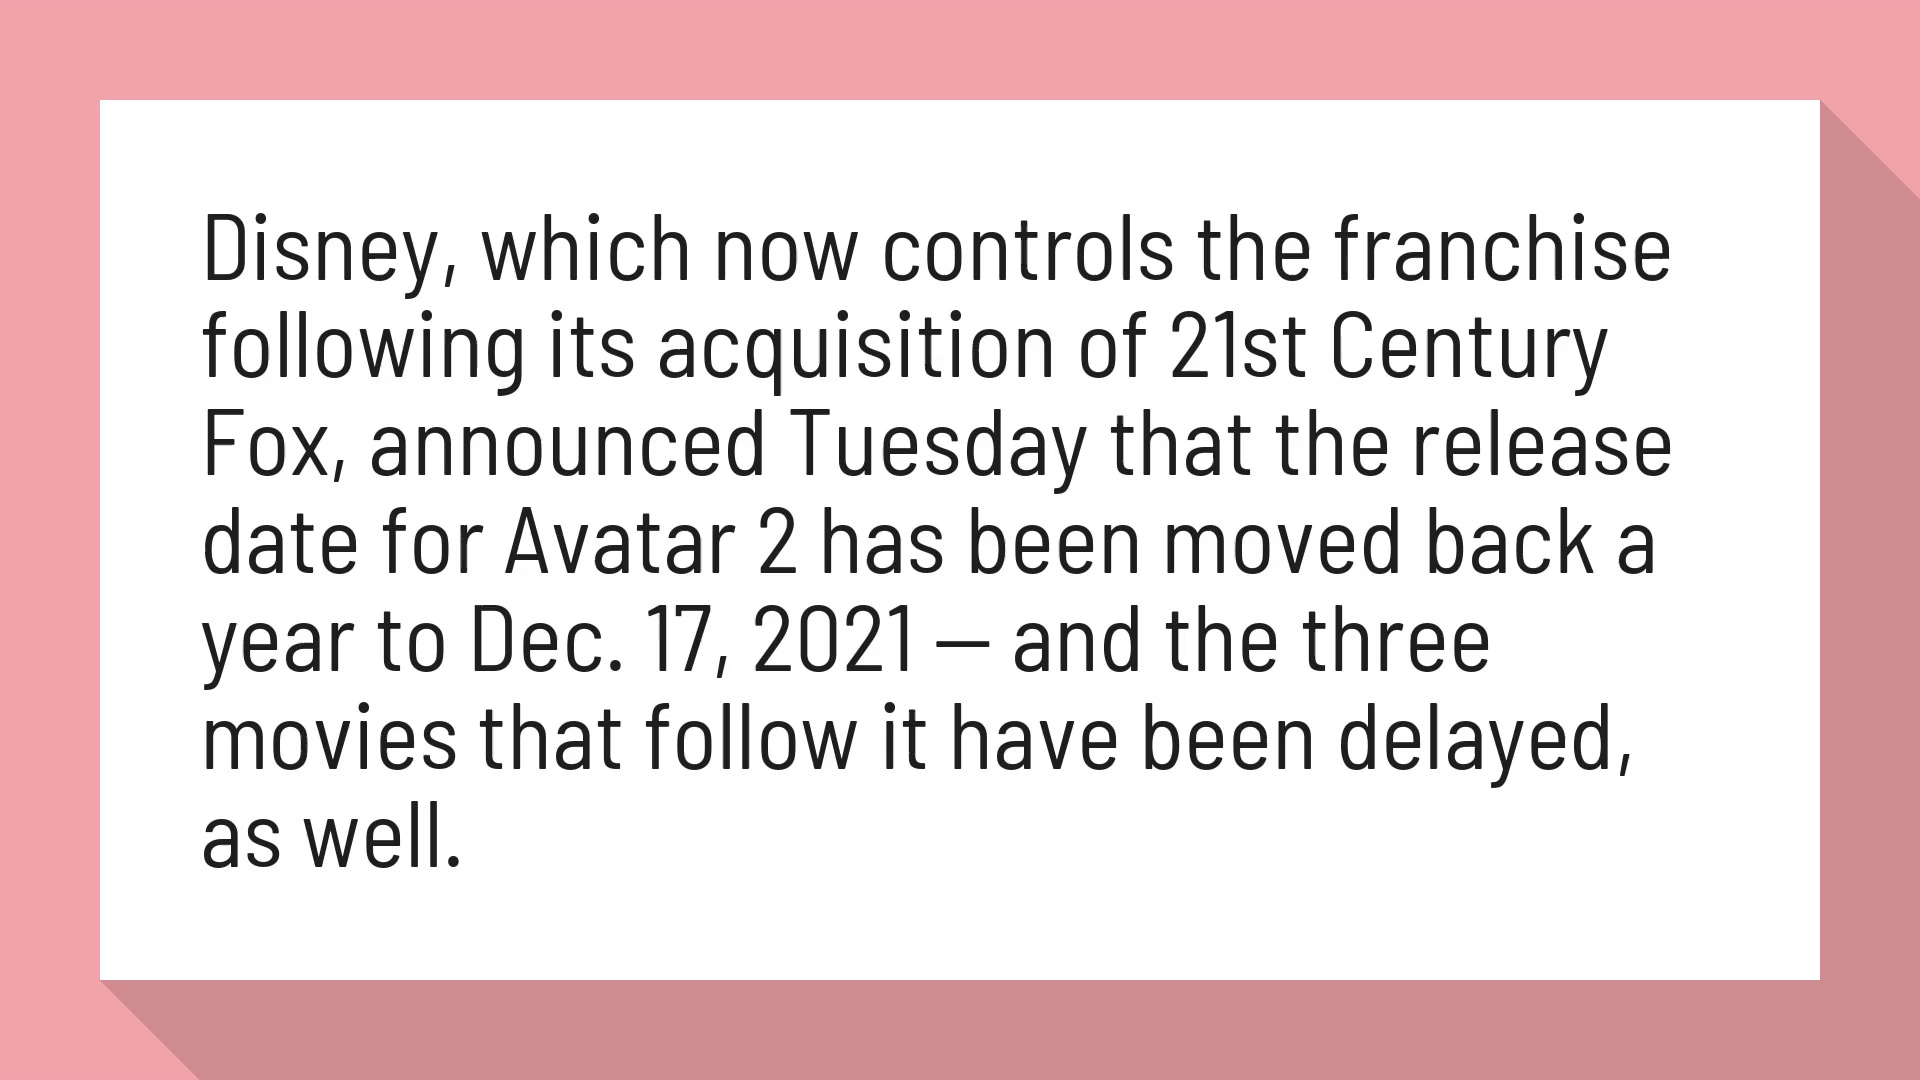 Disney, which now controls the franchise
following its acquisition of 21st Century
Fox, announced Tuesday that the release
date for Avatar 2 has been moved back a
year to Dec. 17, 2021 — and the three
movies that follow it have been delayed,
as well.